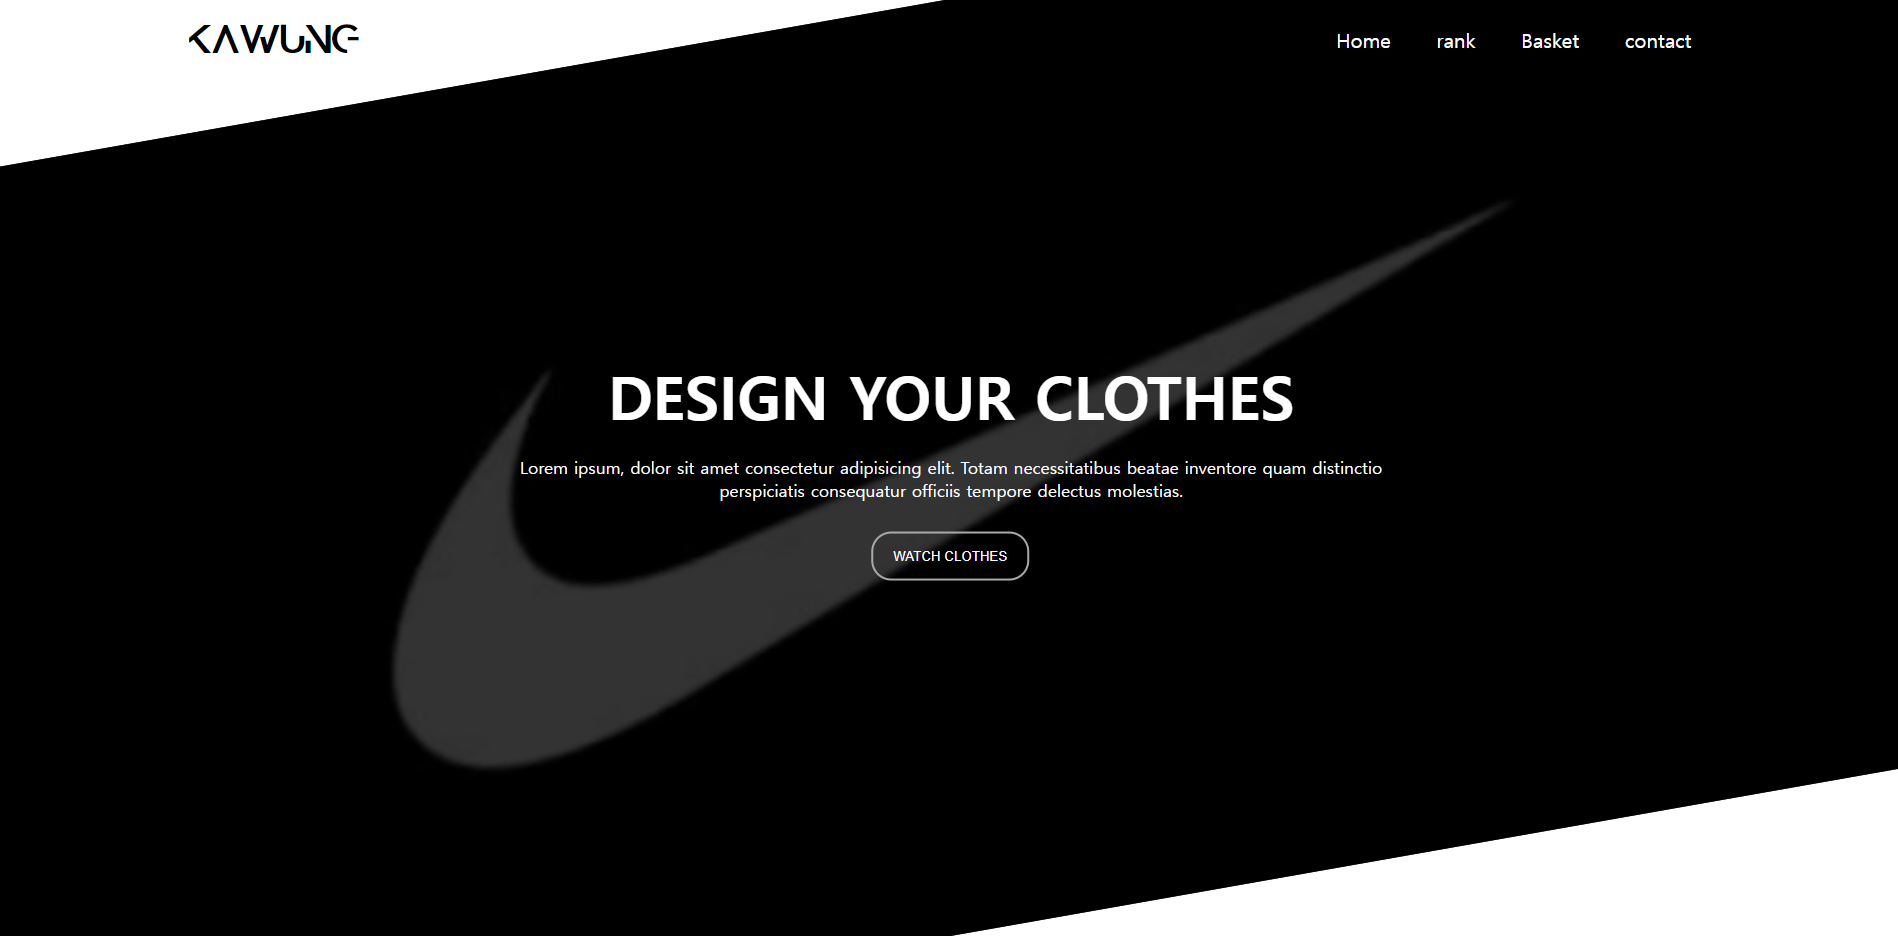 KAWUNG
Home rank Basket contact
DESIGN YOUR CLOTHES
Lorem ipsum, dolor sit amet consectetur adipisicing elit. Totam necessitatibus beatae inventore quam distinctio
perspiciatis consequatur officiis tempore delectus molestias.
WATCH CLOTHES